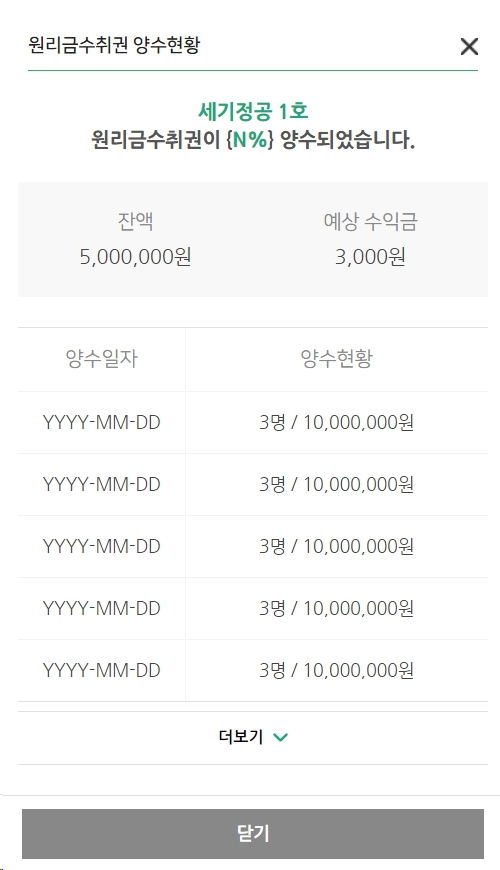 원리금수취권 양수현황
세기정공 1호
원리금수취권이 {N%} 양수되었습니다.
잔액 예상 수익금
5,000,000원 3,000원
양수일자 양수현황
YYYY-MM-DD 3명 / 10,000,000원
YYYY-MM-DD 3명 / 10,000,000원
YYYY-MM-DD 3명 / 10,000,000원
YYYY-MM-DD 3명 / 10,000,000원
YYYY-MM-DD 3명 / 10,000,000원
더보기
닫기